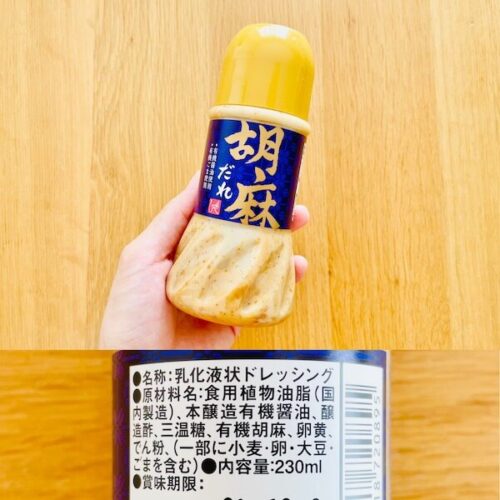 胡麻
だれ
●名称:乳化液状ドレッシング
●原材料名:食用植物油脂(国
内製造)、本醸造有機醤油、醸
造酢、三温糖、有機胡麻、卵黄、
でん粉、(一部に小麦・卵・大豆・
ごまを含む)●内容量:230ml
●賞味期限:
8 720895